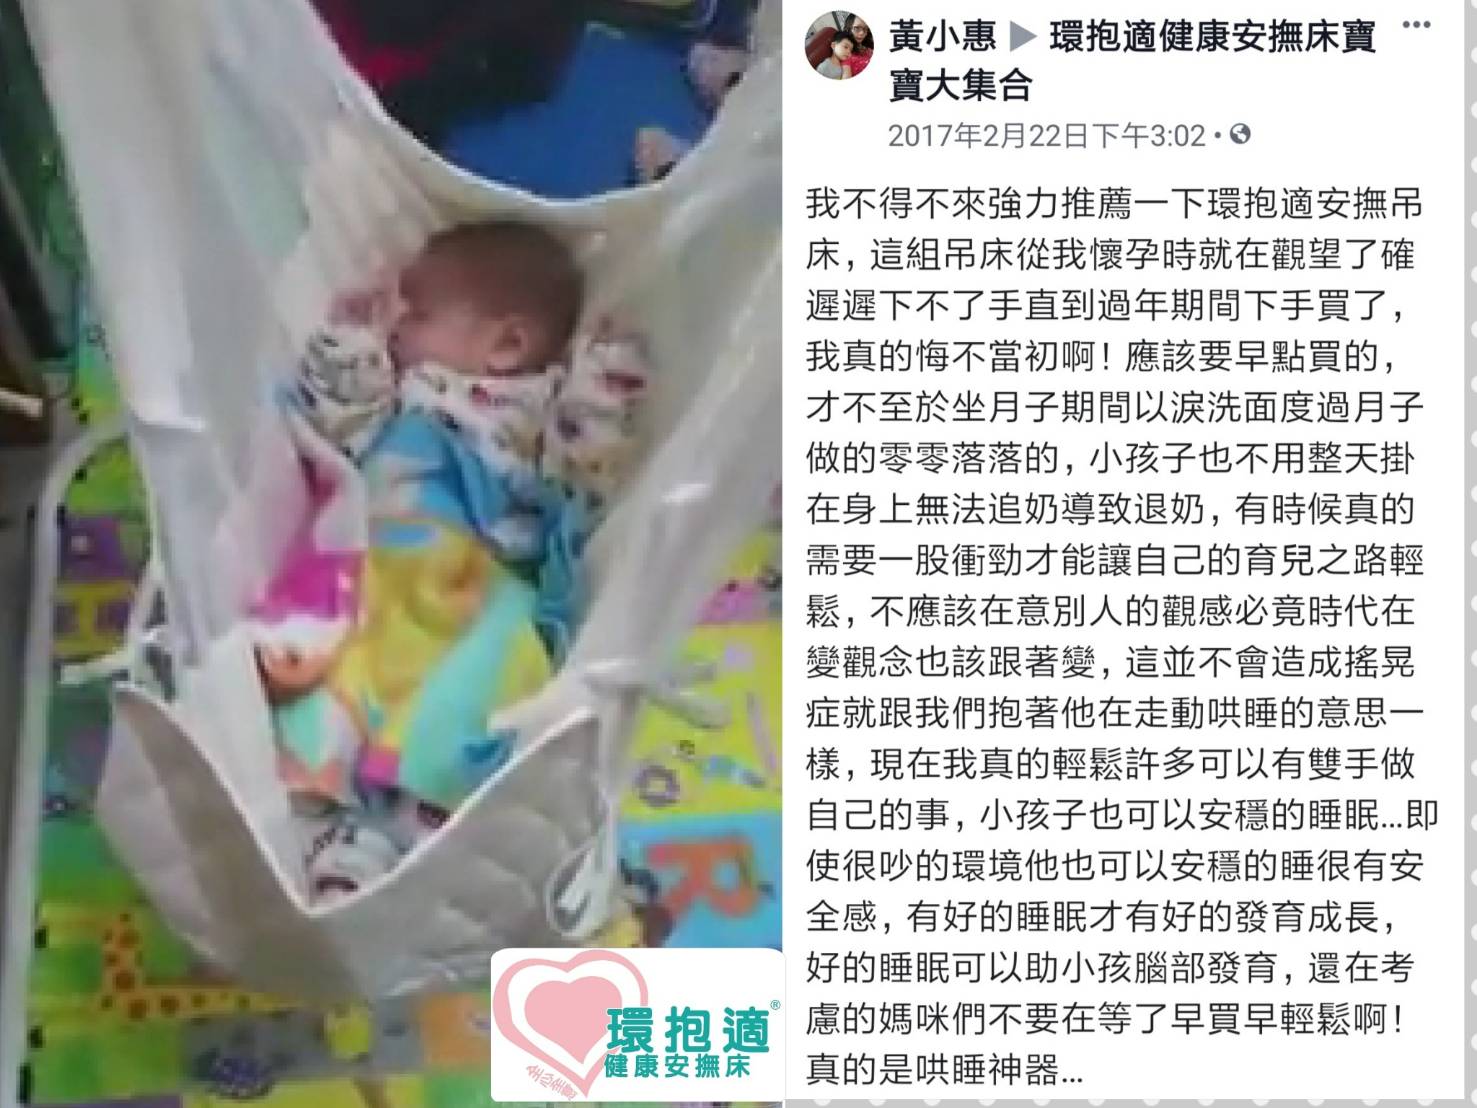 黃小惠 ▶ 環抱適健康安撫床寶
寶大集合
2017年2月22日下午3:02
我不得不來強力推薦一下環抱適安撫吊
床，這組吊床從我懷孕時就在觀望了確
遲遲下不了手直到過年期間下手買了，
我真的悔不當初啊！應該要早點買的，
才不至於坐月子期間以淚洗面度過月子
做的零零落落的，小孩子也不用整天掛
在身上無法追奶導致退奶，有時候真的
需要一股衝勁才能讓自己的育兒之路輕
鬆，不應該在意別人的觀感必竟時代在
變觀念也該跟著變，這並不會造成搖晃
症就跟我們抱著他在走動哄睡的意思一
樣，現在我真的輕鬆許多可以有雙手做
自己的事，小孩子也可以安穩的睡眠...即
使很吵的環境他也可以安穩的睡很有安
全感，有好的睡眠才有好的發育成長，
好的睡眠可以助小孩腦部發育，還在考
慮的媽咪們不要在等了早買早輕鬆啊！
真的是哄睡神器...
R
環抱適®
健康安撫床